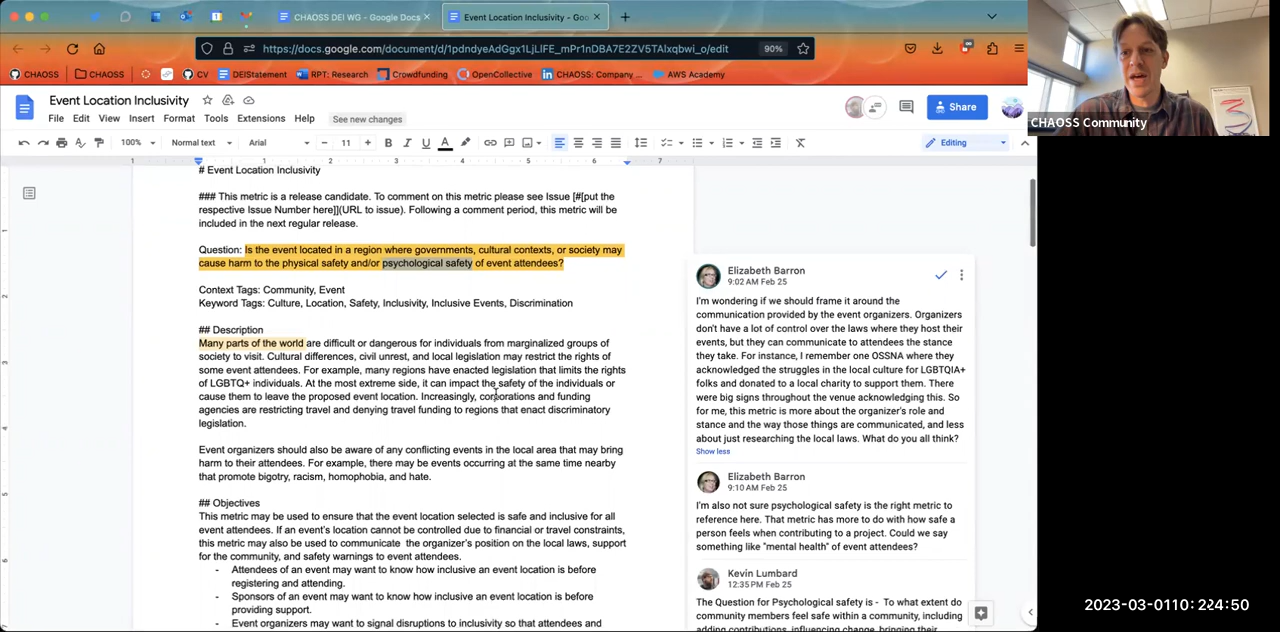 CHAOSS DEI WG - Google Docs
Event Location Inclusivity - Goo
https://docs.google.com/document/d/1pdndyeAdGgx1LjLlFE_mPr1nDBA7E2ZV5TAlxqbwi_o/edit
90%
CHAOSS
CHAOSS
CV
DEIStatement
RPT: Research
Crowdfunding
OpenCollective
CHAOSS: Company ...
AWS Academy
Event Location Inclusivity
File Edit View Insert Format Tools Extensions Help
See new changes
Share
100%
Normal text
Arial
11
Editing
# Event Location Inclusivity
### This metric is a release candidate. To comment on this metric please see Issue [#[put the
respective Issue Number here]](URL to issue). Following a comment period, this metric will be
included in the next regular release.
Question: Is the event located in a region where governments, cultural contexts, or society may
cause harm to the physical safety and/or psychological safety of event attendees?
Context Tags: Community, Event
Keyword Tags: Culture, Location, Safety, Inclusivity, Inclusive Events, Discrimination
## Description
Many parts of the world are difficult or dangerous for individuals from marginalized groups of
society to visit. Cultural differences, civil unrest, and local legislation may restrict the rights of
some event attendees. For example, many regions have enacted legislation that limits the rights
of LGBTQ+ individuals. At the most extreme side, it can impact the safety of the individuals or
cause them to leave the proposed event location. Increasingly, corporations and funding
agencies are restricting travel and denying travel funding to regions that enact discriminatory
legislation.
Event organizers should also be aware of any conflicting events in the local area that may bring
harm to their attendees. For example, there may be events occurring at the same time nearby
that promote bigotry, racism, homophobia, and hate.
## Objectives
This metric may be used to ensure that the event location selected is safe and inclusive for all
event attendees. If an event's location cannot be controlled due to financial or travel constraints,
this metric may also be used to communicate the organizer's position on the local laws, support
for the community, and safety warnings to event attendees.
- Attendees of an event may want to know how inclusive an event location is before
registering and attending.
- Sponsors of an event may want to know how inclusive an event location is before
providing support.
- Event organizers may want to signal disruptions to inclusivity so that attendees and
Elizabeth Barron
9:02 AM Feb 25
I'm wondering if we should frame it around the
communication provided by the event organizers. Organizers
don't have a lot of control over the laws where they host their
events, but they can communicate to attendees the stance
they take. For instance, I remember one OSSNA where they
acknowledged the struggles in the local culture for LGBTQIA+
folks and donated to a local charity to support them. There
were big signs throughout the venue acknowledging this. So
for me, this metric is more about the organizer's role and
stance and the way those things are communicated, and less
about just researching the local laws. What do you all think?
Show less
Elizabeth Barron
9:10 AM Feb 25
I'm also not sure psychological safety is the right metric to
reference here. That metric has more to do with how safe a
person feels when contributing to a project. Could we say
something like "mental health" of event attendees?
Kevin Lumbard
12:35 PM Feb 25
The Question for Psychological safety is - To what extent do
community members feel safe within a community, including
adding contributions, influencing change, bringing their
CHAOSS Community